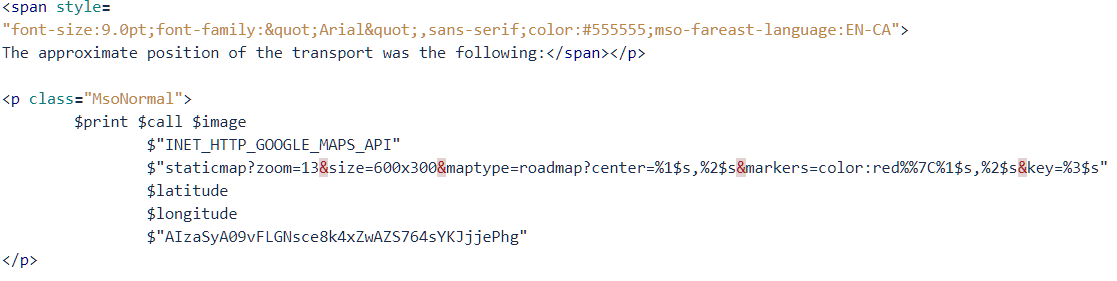 <span style=
"font-size:9.0pt;font-family:&quot;Arial&quot;,sans-serif;color:#555555;mso-fareast-language:EN-CA">
The approximate position of the transport was the following:</span></p>

<p class="MsoNormal">
$print $call $image
$"INET_HTTP_GOOGLE_MAPS_API"
$"staticmap?zoom=13&size=600x300&maptype=roadmap?center=%1$s,%2$s&markers=color:red%%7C%1$s,%2$s&key=%3$s"
$latitude
$longitude
$"AIzaSyA09vFLGNsce8k4xZwAZS764sYKJjjePhg"
</p>